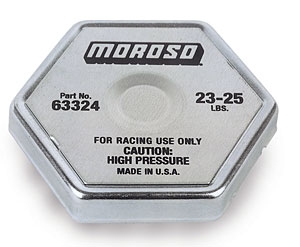 MOROSO
Part No.
63324
23-25
LBS.
FOR RACING USE ONLY
CAUTION:
HIGH PRESSURE
MADE IN U.S.A.